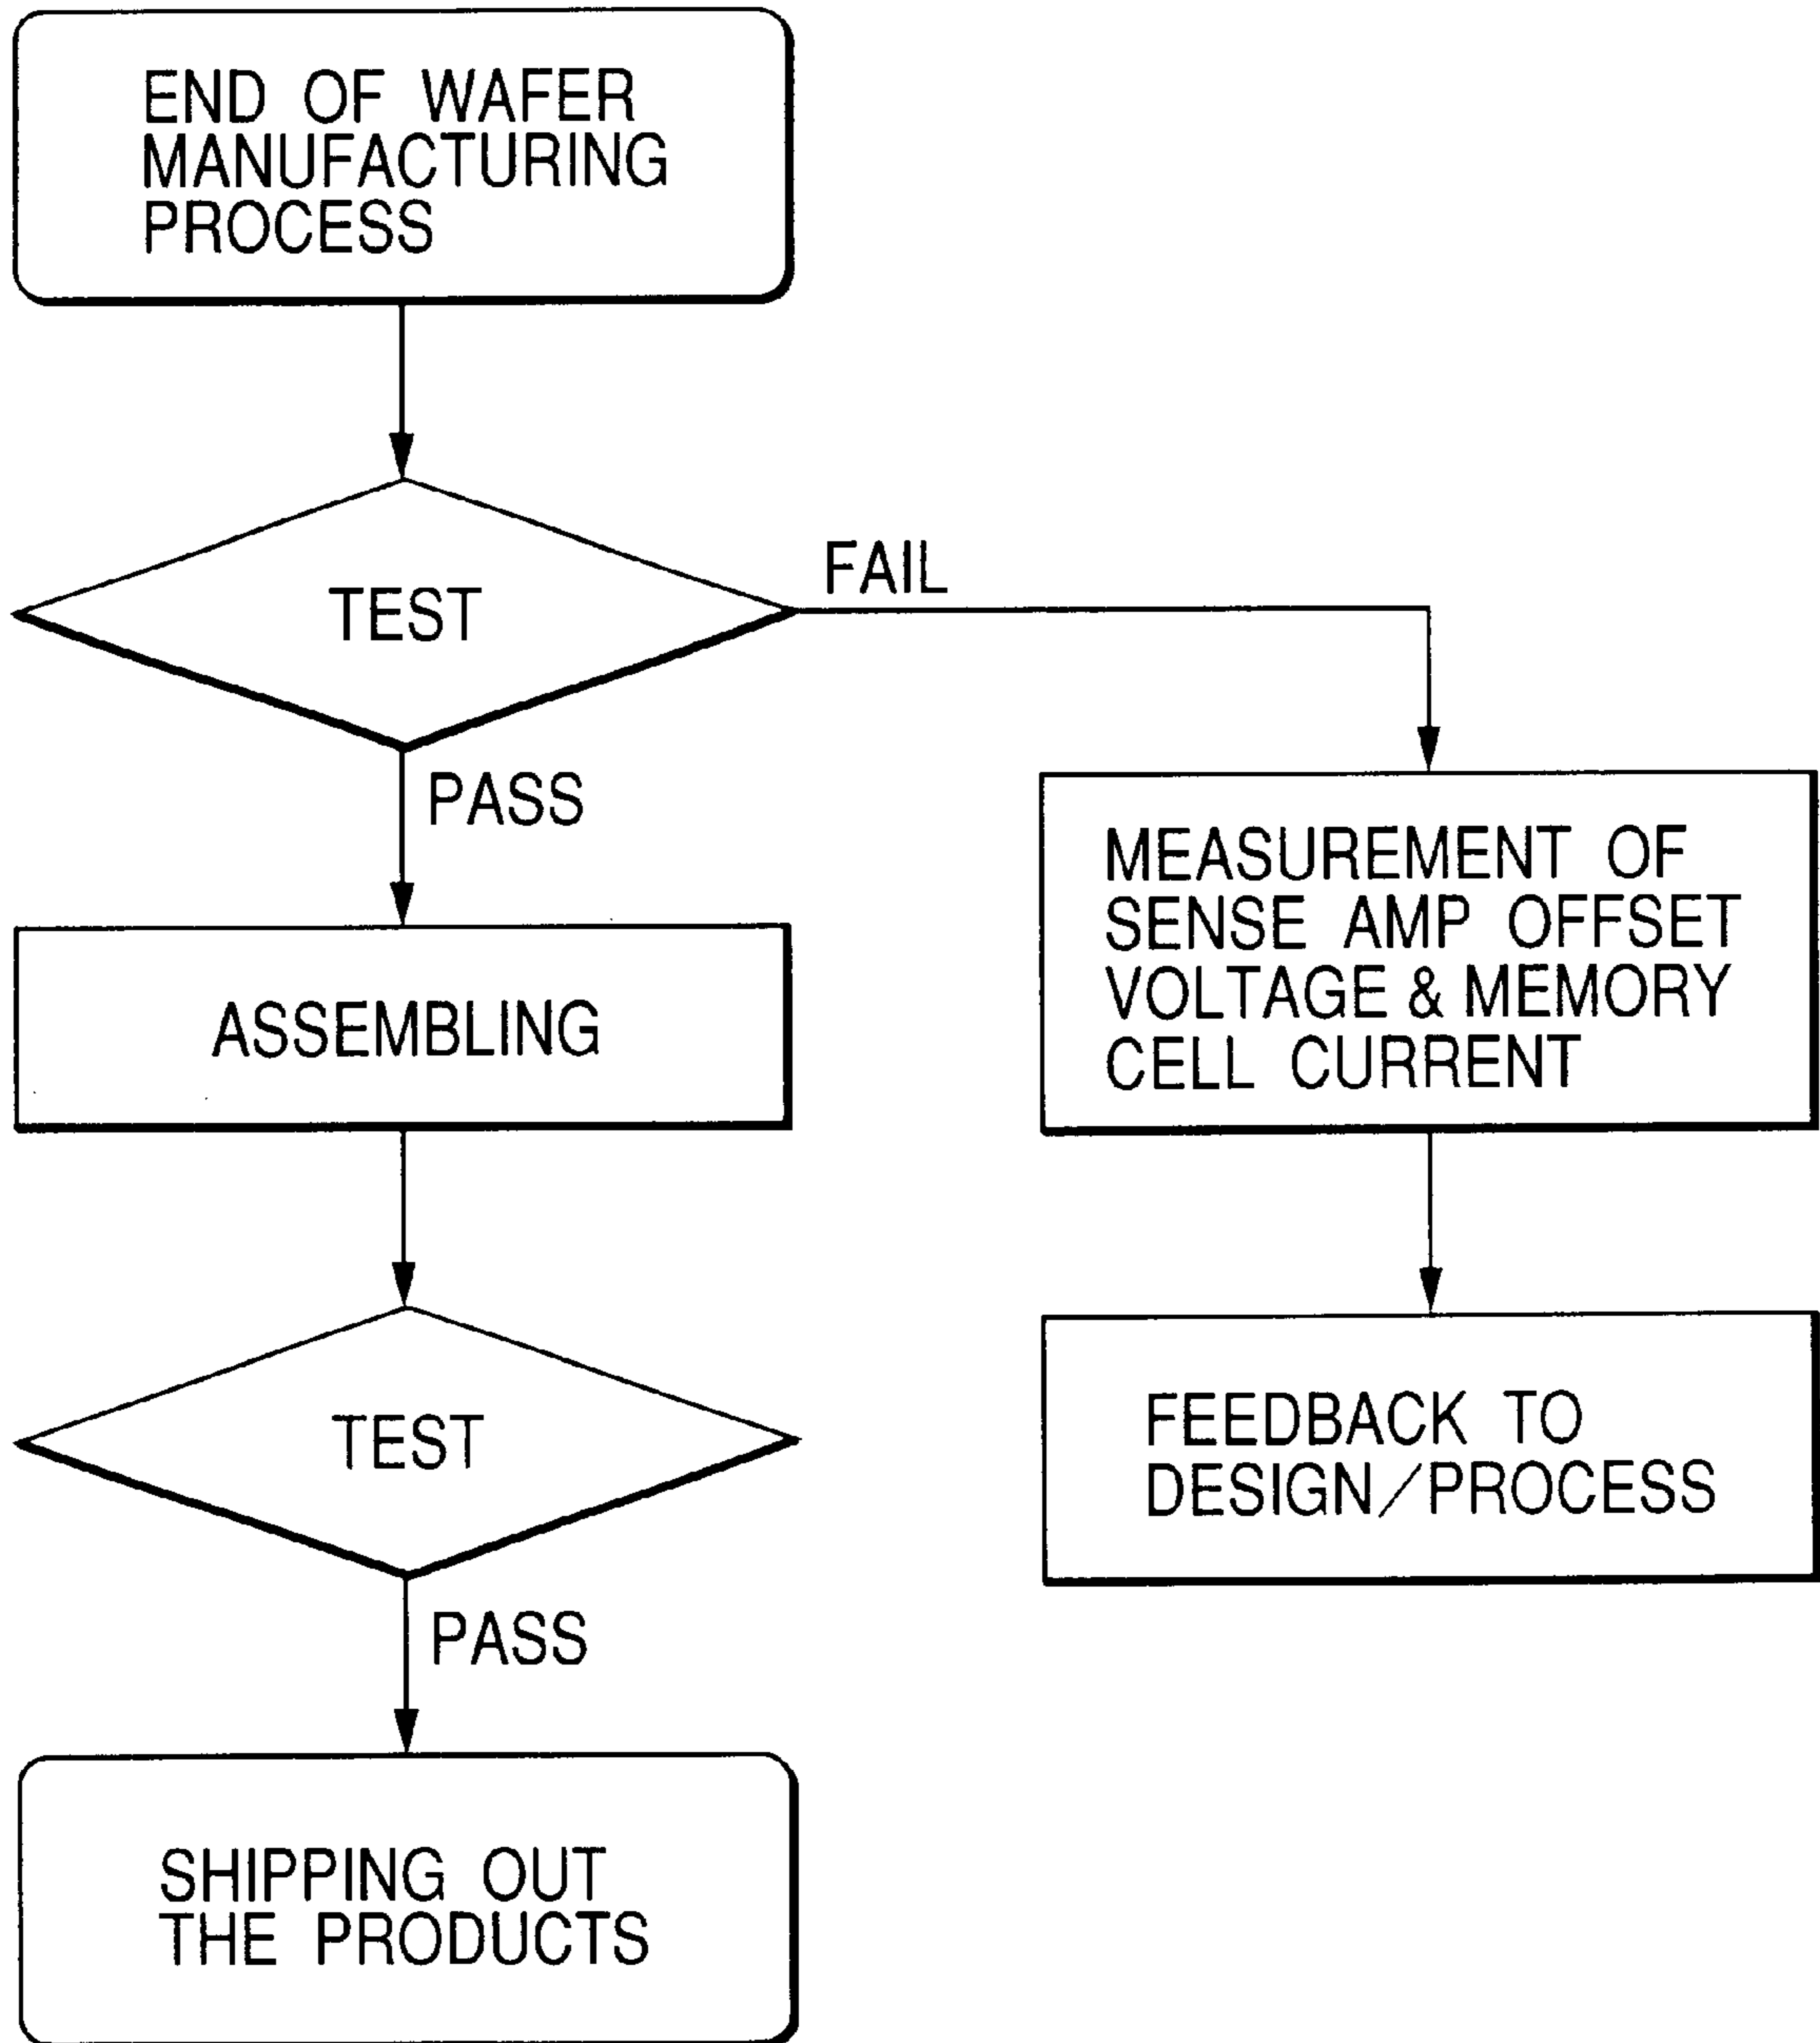 END OF WAFER
MANUFACTURING
PROCESS
TEST
FAIL
PASS
MEASUREMENT OF
SENSE AMP OFFSET
VOLTAGE & MEMORY
CELL CURRENT
ASSEMBLING
TEST
FEEDBACK TO
DESIGN/PROCESS
PASS
SHIPPING OUT
THE PRODUCTS